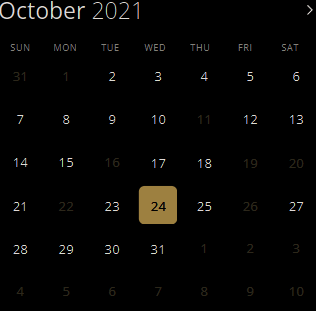 October 2021
SUN MON TUE WED THU FRI SAT
31 1 2 3 4 5 6
7 8 9 10 11 12 13
14 15 16 17 18 19 20
21 22 23 24 25 26 27
28 29 30 31 1 2 3
4 5 6 7 8 9 10